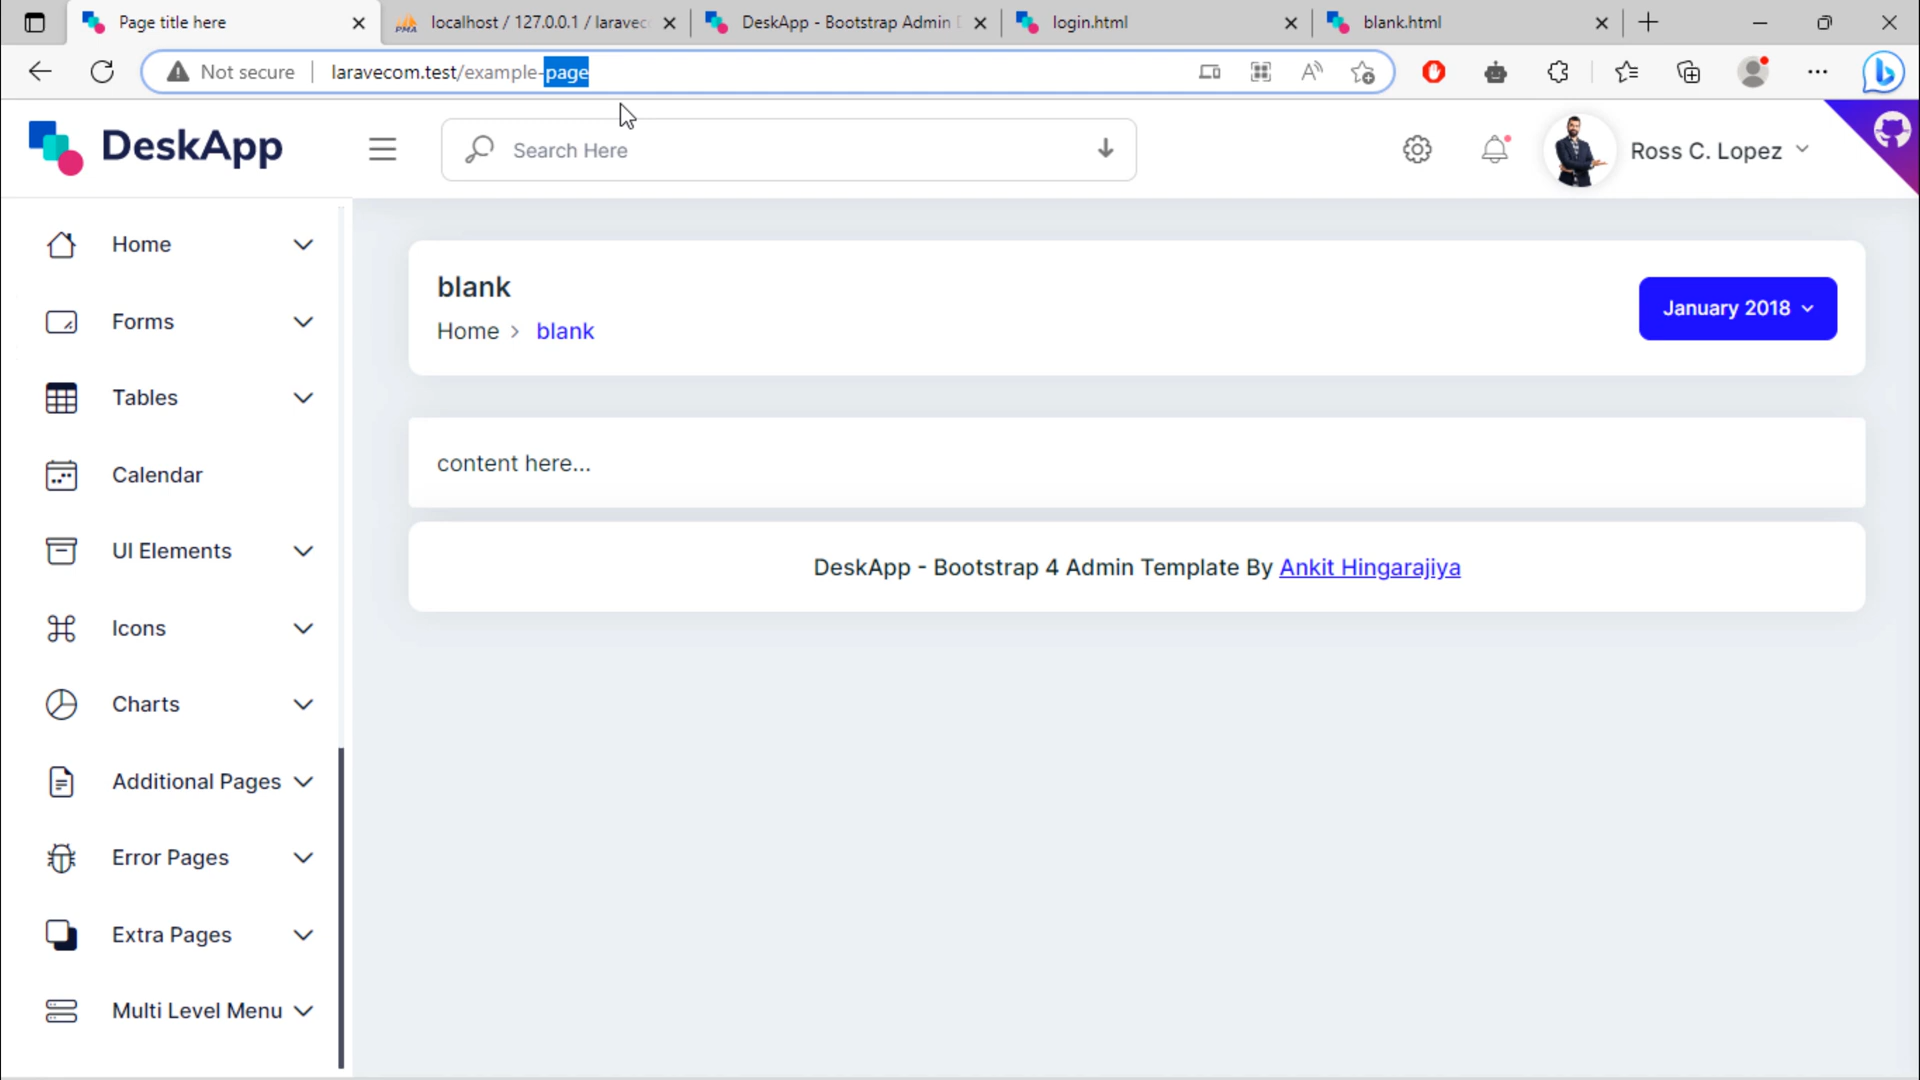 Page title here
localhost / 127.0.0.1 / laravec
DeskApp - Bootstrap Admin
login.html
blank.html
Not secure
laravecom.test/example-page
DeskApp
Search Here
Ross C. Lopez
Home
Forms
Tables
Calendar
UI Elements
Icons
Charts
Additional Pages
Error Pages
Extra Pages
Multi Level Menu
blank
Home > blank
January 2018
content here...
DeskApp - Bootstrap 4 Admin Template By Ankit Hingarajiya